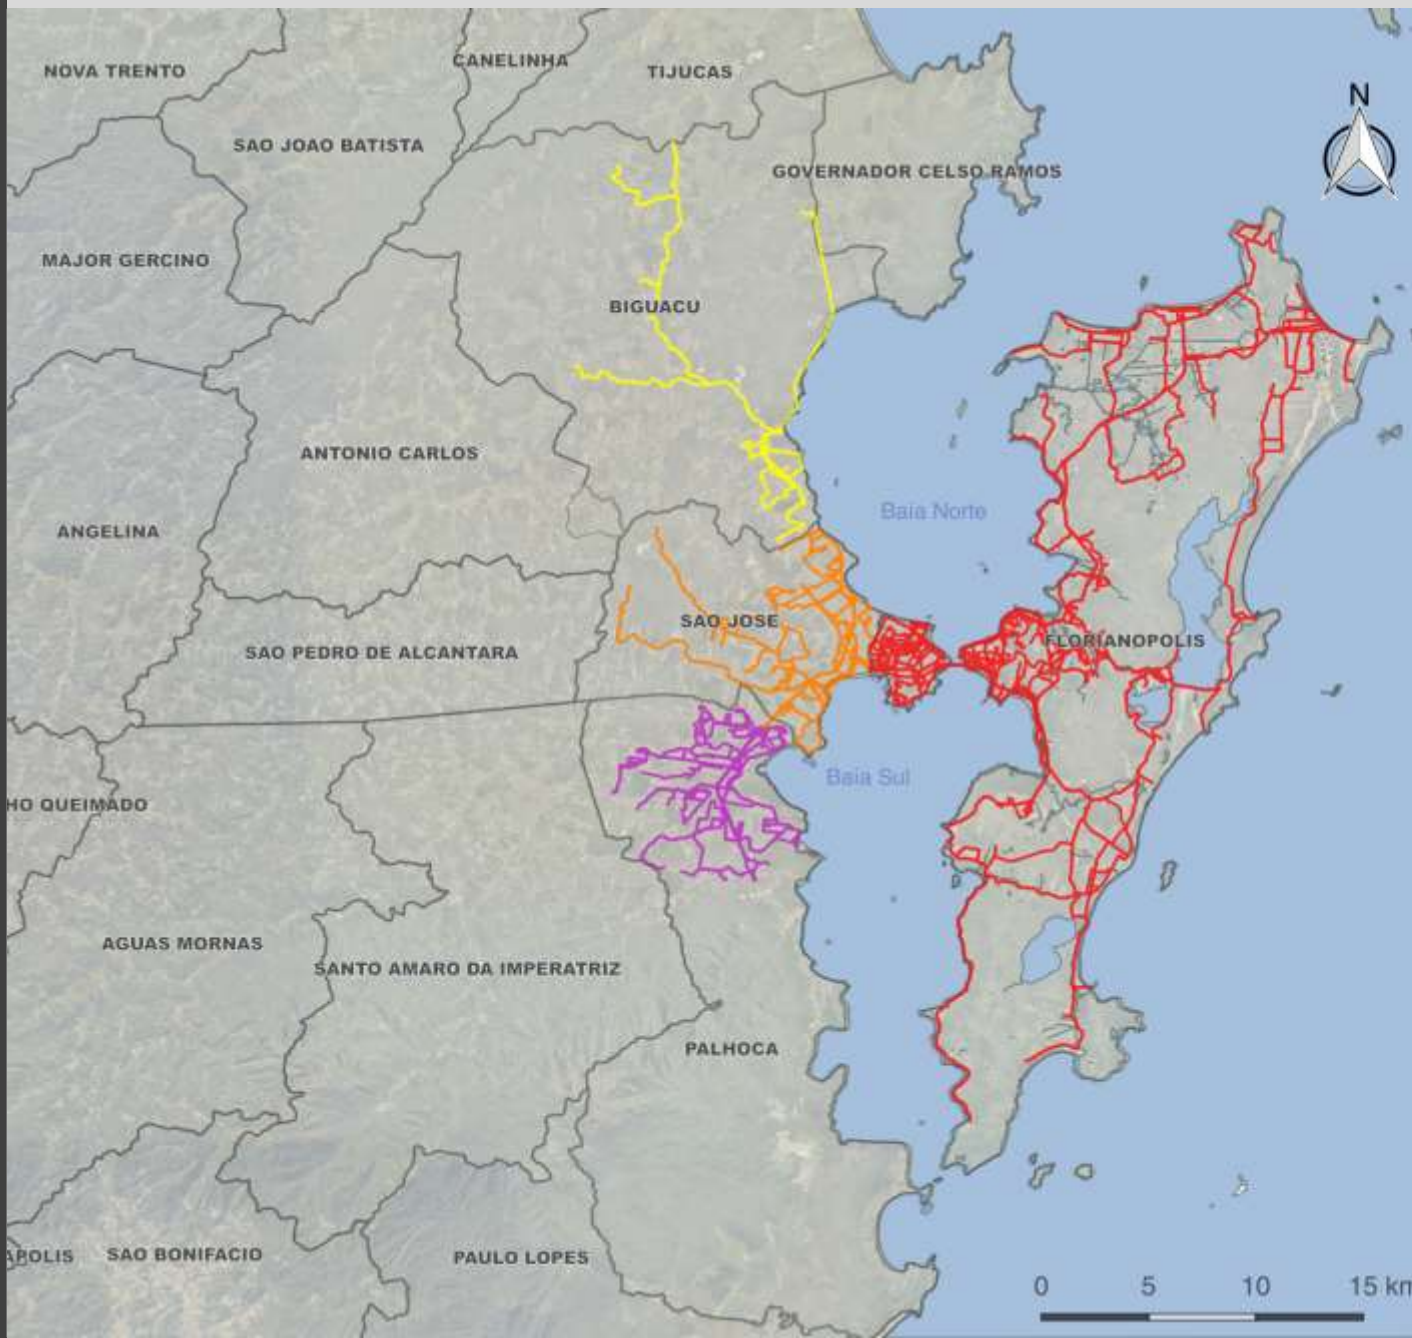 CANELINHA
NOVA TRENTO
TIJUCAS
N
SAO JOAO BATISTA
GOVERNADOR CELSO RAMOS
MAJOR GERCINO
BIGUACU
ANTONIO CARLOS
Baía Norte
ANGELINA
SAO JOSE
FLORIANOPOLIS
SAO PEDRO DE ALCANTARA
Baía Sul
HO QUEIMADO
AGUAS MORNAS
SANTO AMARO DA IMPERATRIZ
PALHOCA
APOLIS
SAO BONIFACIO
PAULO LOPES
0 5 10 15 km